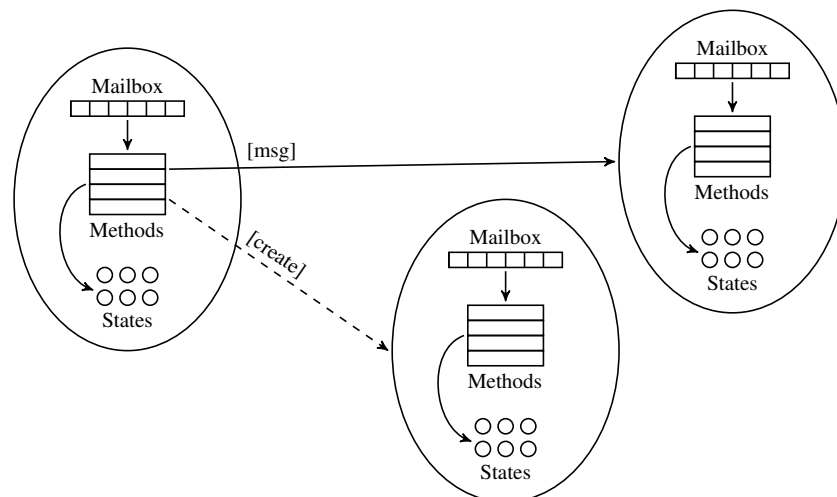 Mailbox
Methods
States
[msg]
[create]
Mailbox
Methods
States
Mailbox
Methods
States